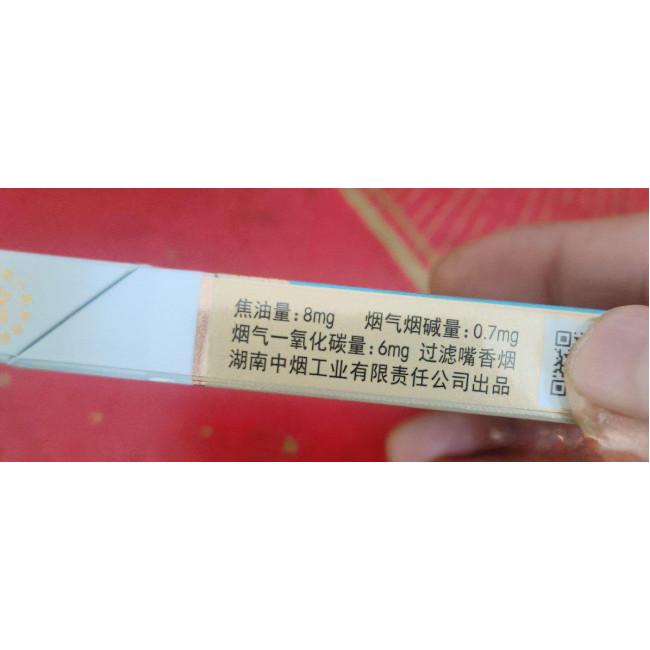 焦油量:8mg 烟气烟碱量:0.7mg
烟气一氧化碳量:6mg 过滤嘴香烟
湖南中烟工业有限责任公司出品